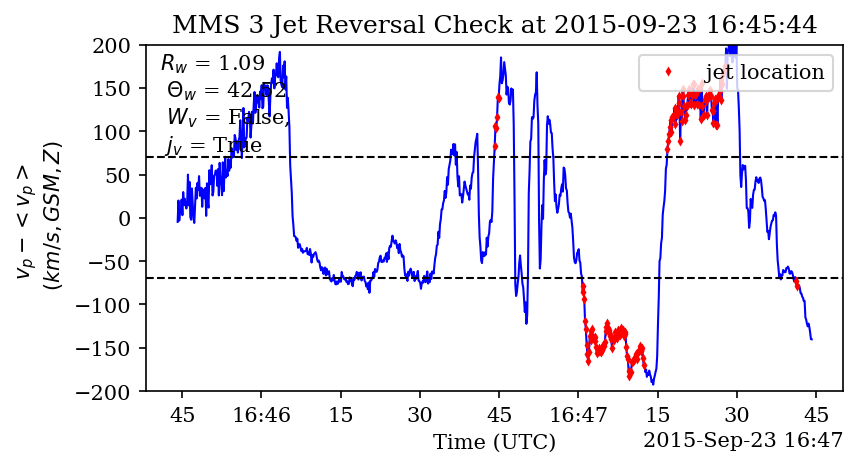 MMS 3 Jet Reversal Check at 2015-09-23 16:45:44
200
150
100
50
0
−50
−100
−150
−200
v_p − < v_p >
(km/s, GSM, Z)
R_w = 1.09
Θ_w = 42.52
W_v = False,
j_v = True
jet location
45
16:46
15
30
45
16:47
15
30
45
Time (UTC)
2015-Sep-23 16:47